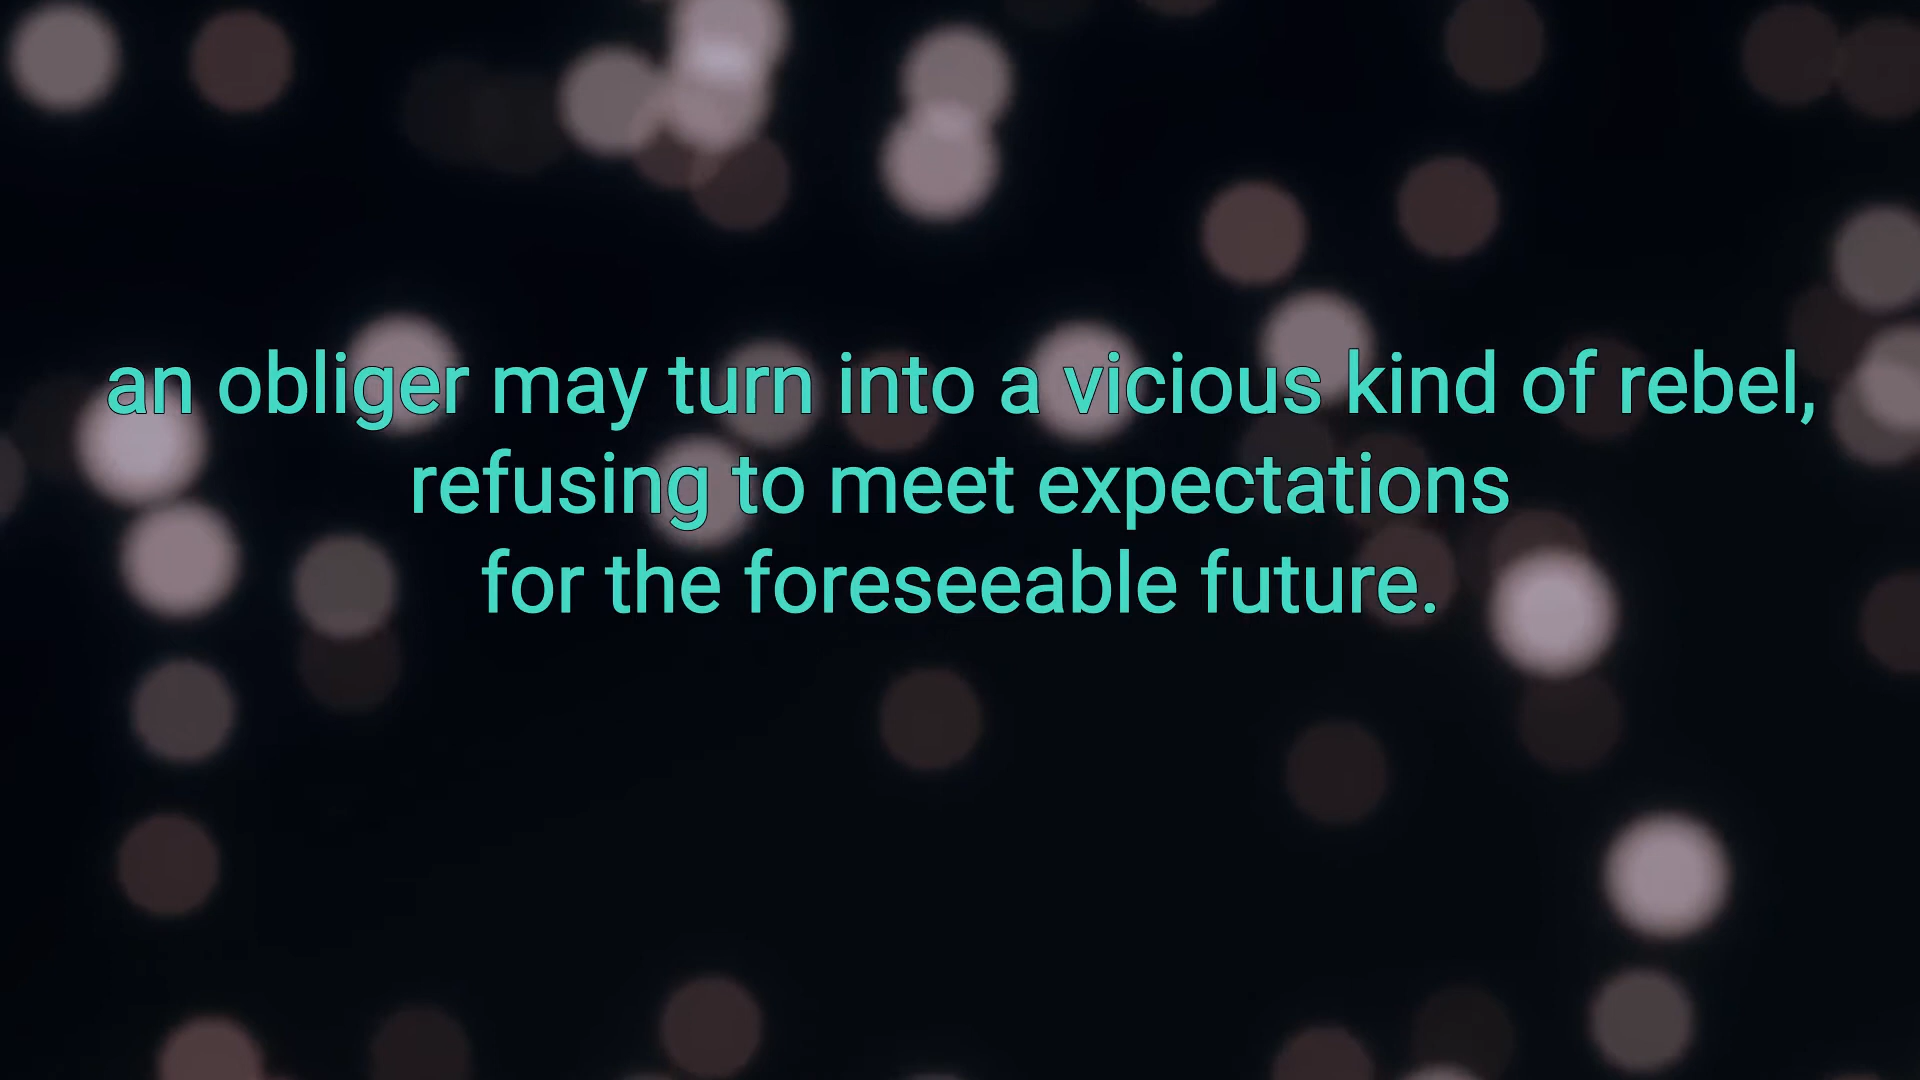 an obliger may turn into a vicious kind of rebel,
refusing to meet expectations
for the foreseeable future.